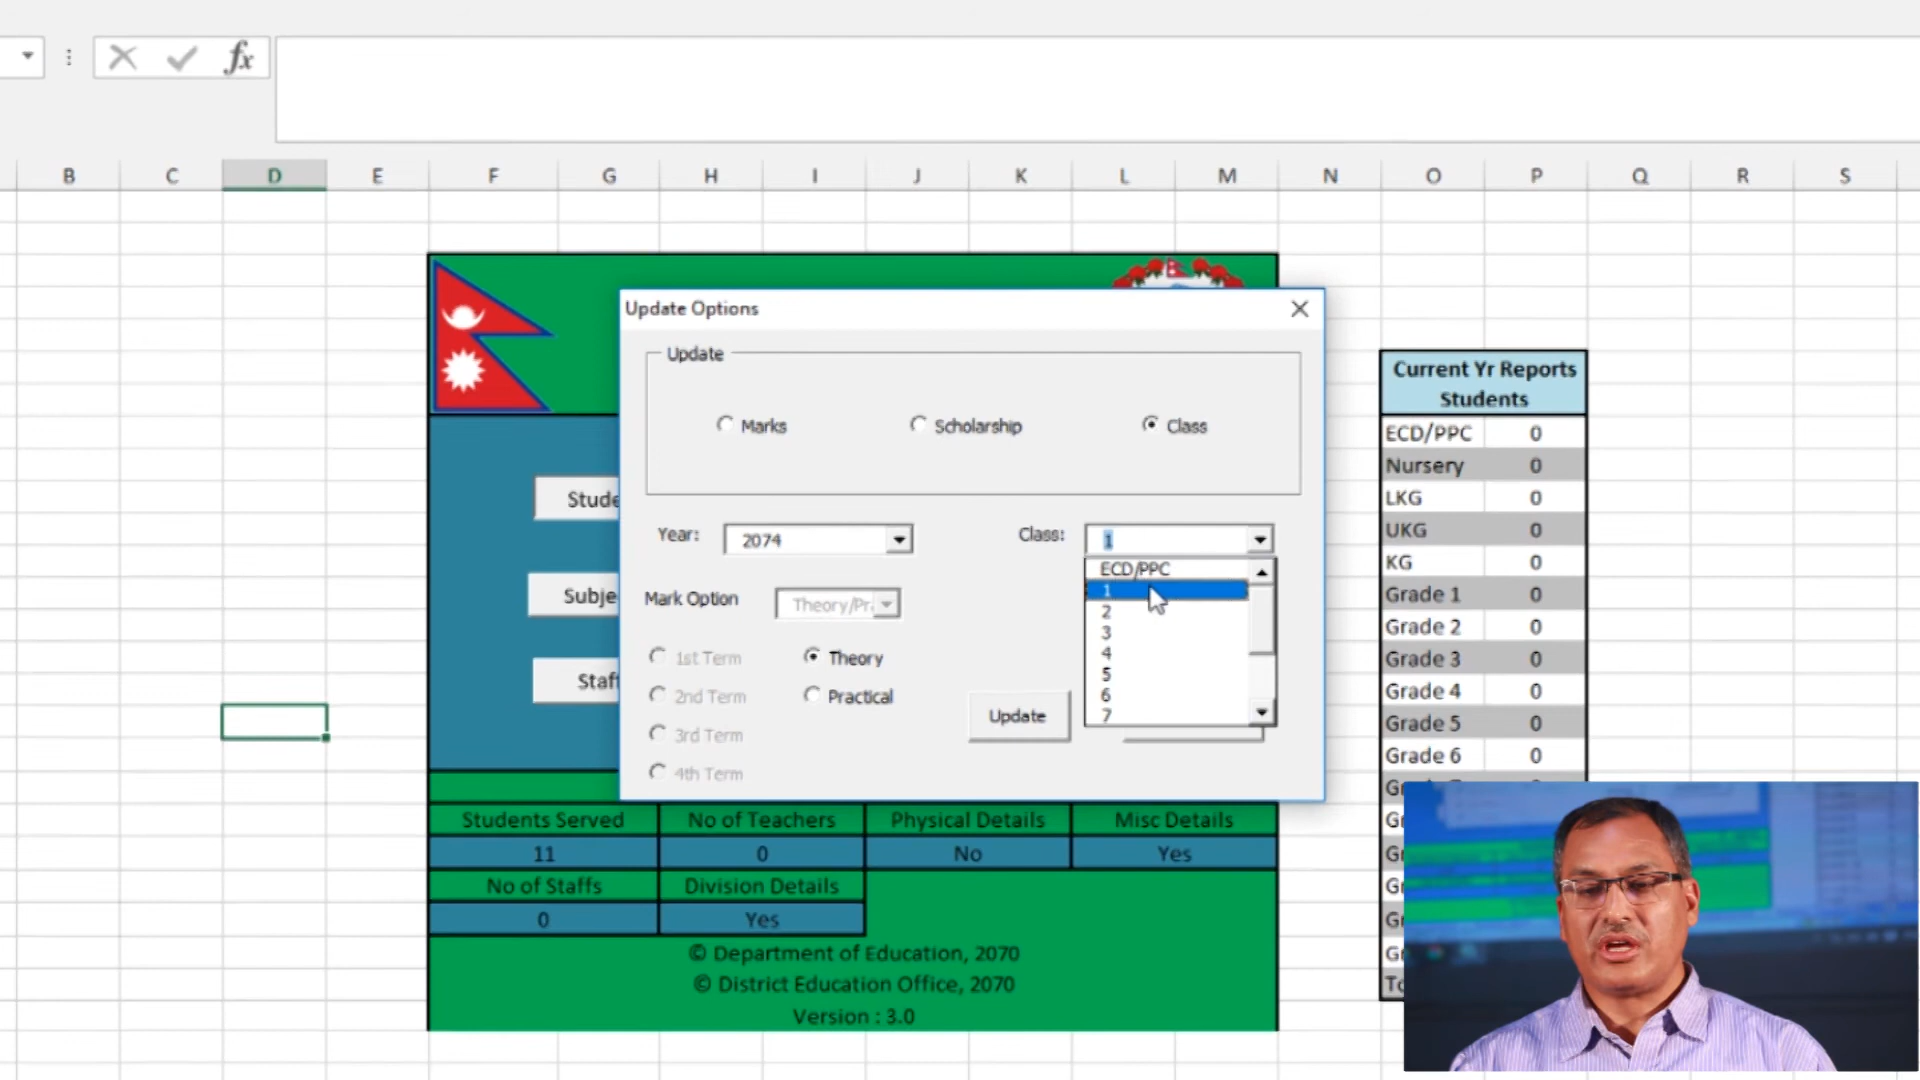 fx
B C D E F G H I J K L M N O P Q R S
Update Options
Update
Marks Scholarship Class
Year: 2074 Class: 1
ECD/PPC
1
2
3
4
5
6
7
Mark Option Theory/Pr
1st Term Theory
2nd Term Practical
3rd Term
4th Term
Update
Stude
Subje
Staf
Students Served No of Teachers Physical Details Misc Details
11 0 No Yes
No of Staffs Division Details
0 Yes
© Department of Education, 2070
© District Education Office, 2070
Version : 3.0
Current Yr Reports
Students
ECD/PPC 0
Nursery 0
LKG 0
UKG 0
KG 0
Grade 1 0
Grade 2 0
Grade 3 0
Grade 4 0
Grade 5 0
Grade 6 0